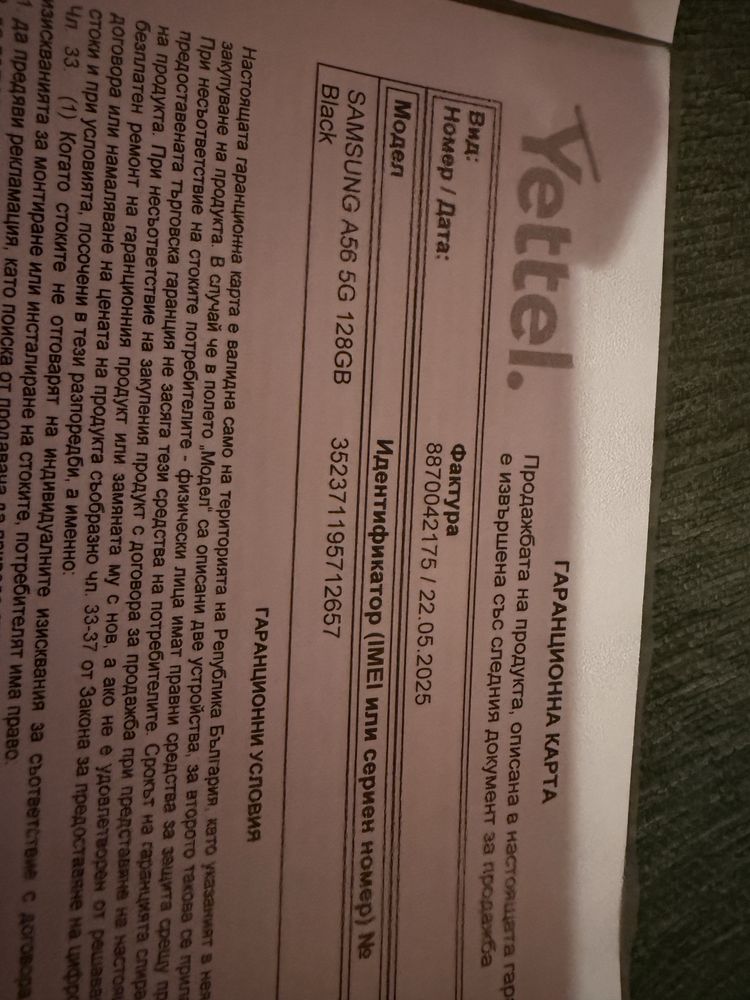 Yettel.
ГАРАНЦИОННА КАРТА
Продажбата на продукта, описана в настоящата
е извършена със следния документ за продажба
Вид: Фактура
Номер / Дата: 8870042175 / 22.05.2025
Модел Идентификатор (IMEI или сериен номер) №
SAMSUNG A56 5G 128GB 352371195712657
Black
ГАРАНЦИОННИ УСЛОВИЯ
Настоящата гаранционна карта е валидна само на територията на Република България, като указаният в нея
закупуване на продукта. В случай че в полето „Модел“ са описани две устройства, за второто такова се
При несъответствие на стоките потребителите - физически лица имат правни средства за защита срещу
предоставената търговска гаранция не засяга тези средства на потребителите. Срокът на гаранцията спира
на продукта. При несъответствие на закупения продукт с договора за продажба при представяне на
безплатен ремонт на гаранционния продукт или замяната му с нов, а ако не е удовлетворен от
договора или намаляване на цената на продукта съобразно чл. 33-37 от Закона за предоставяне на
стоки и при условията, посочени в тези разпоредби, а именно:
Чл. 33. (1) Когато стоките не отговарят на индивидуалните изисквания за съответствие с договора
изискванията за монтиране или инсталиране на стоките, потребителят има право:
1. да предяви рекламация, като поиска от продавача да